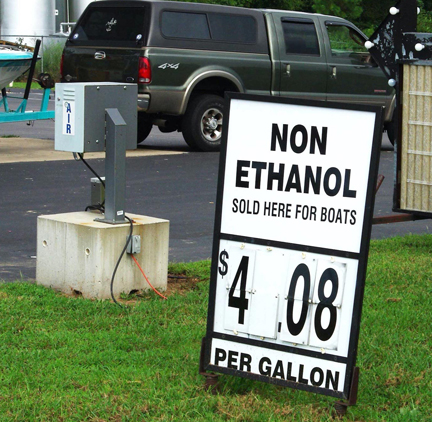 4X4
AIR
NON
ETHANOL
SOLD HERE FOR BOATS
$4.08
PER GALLON